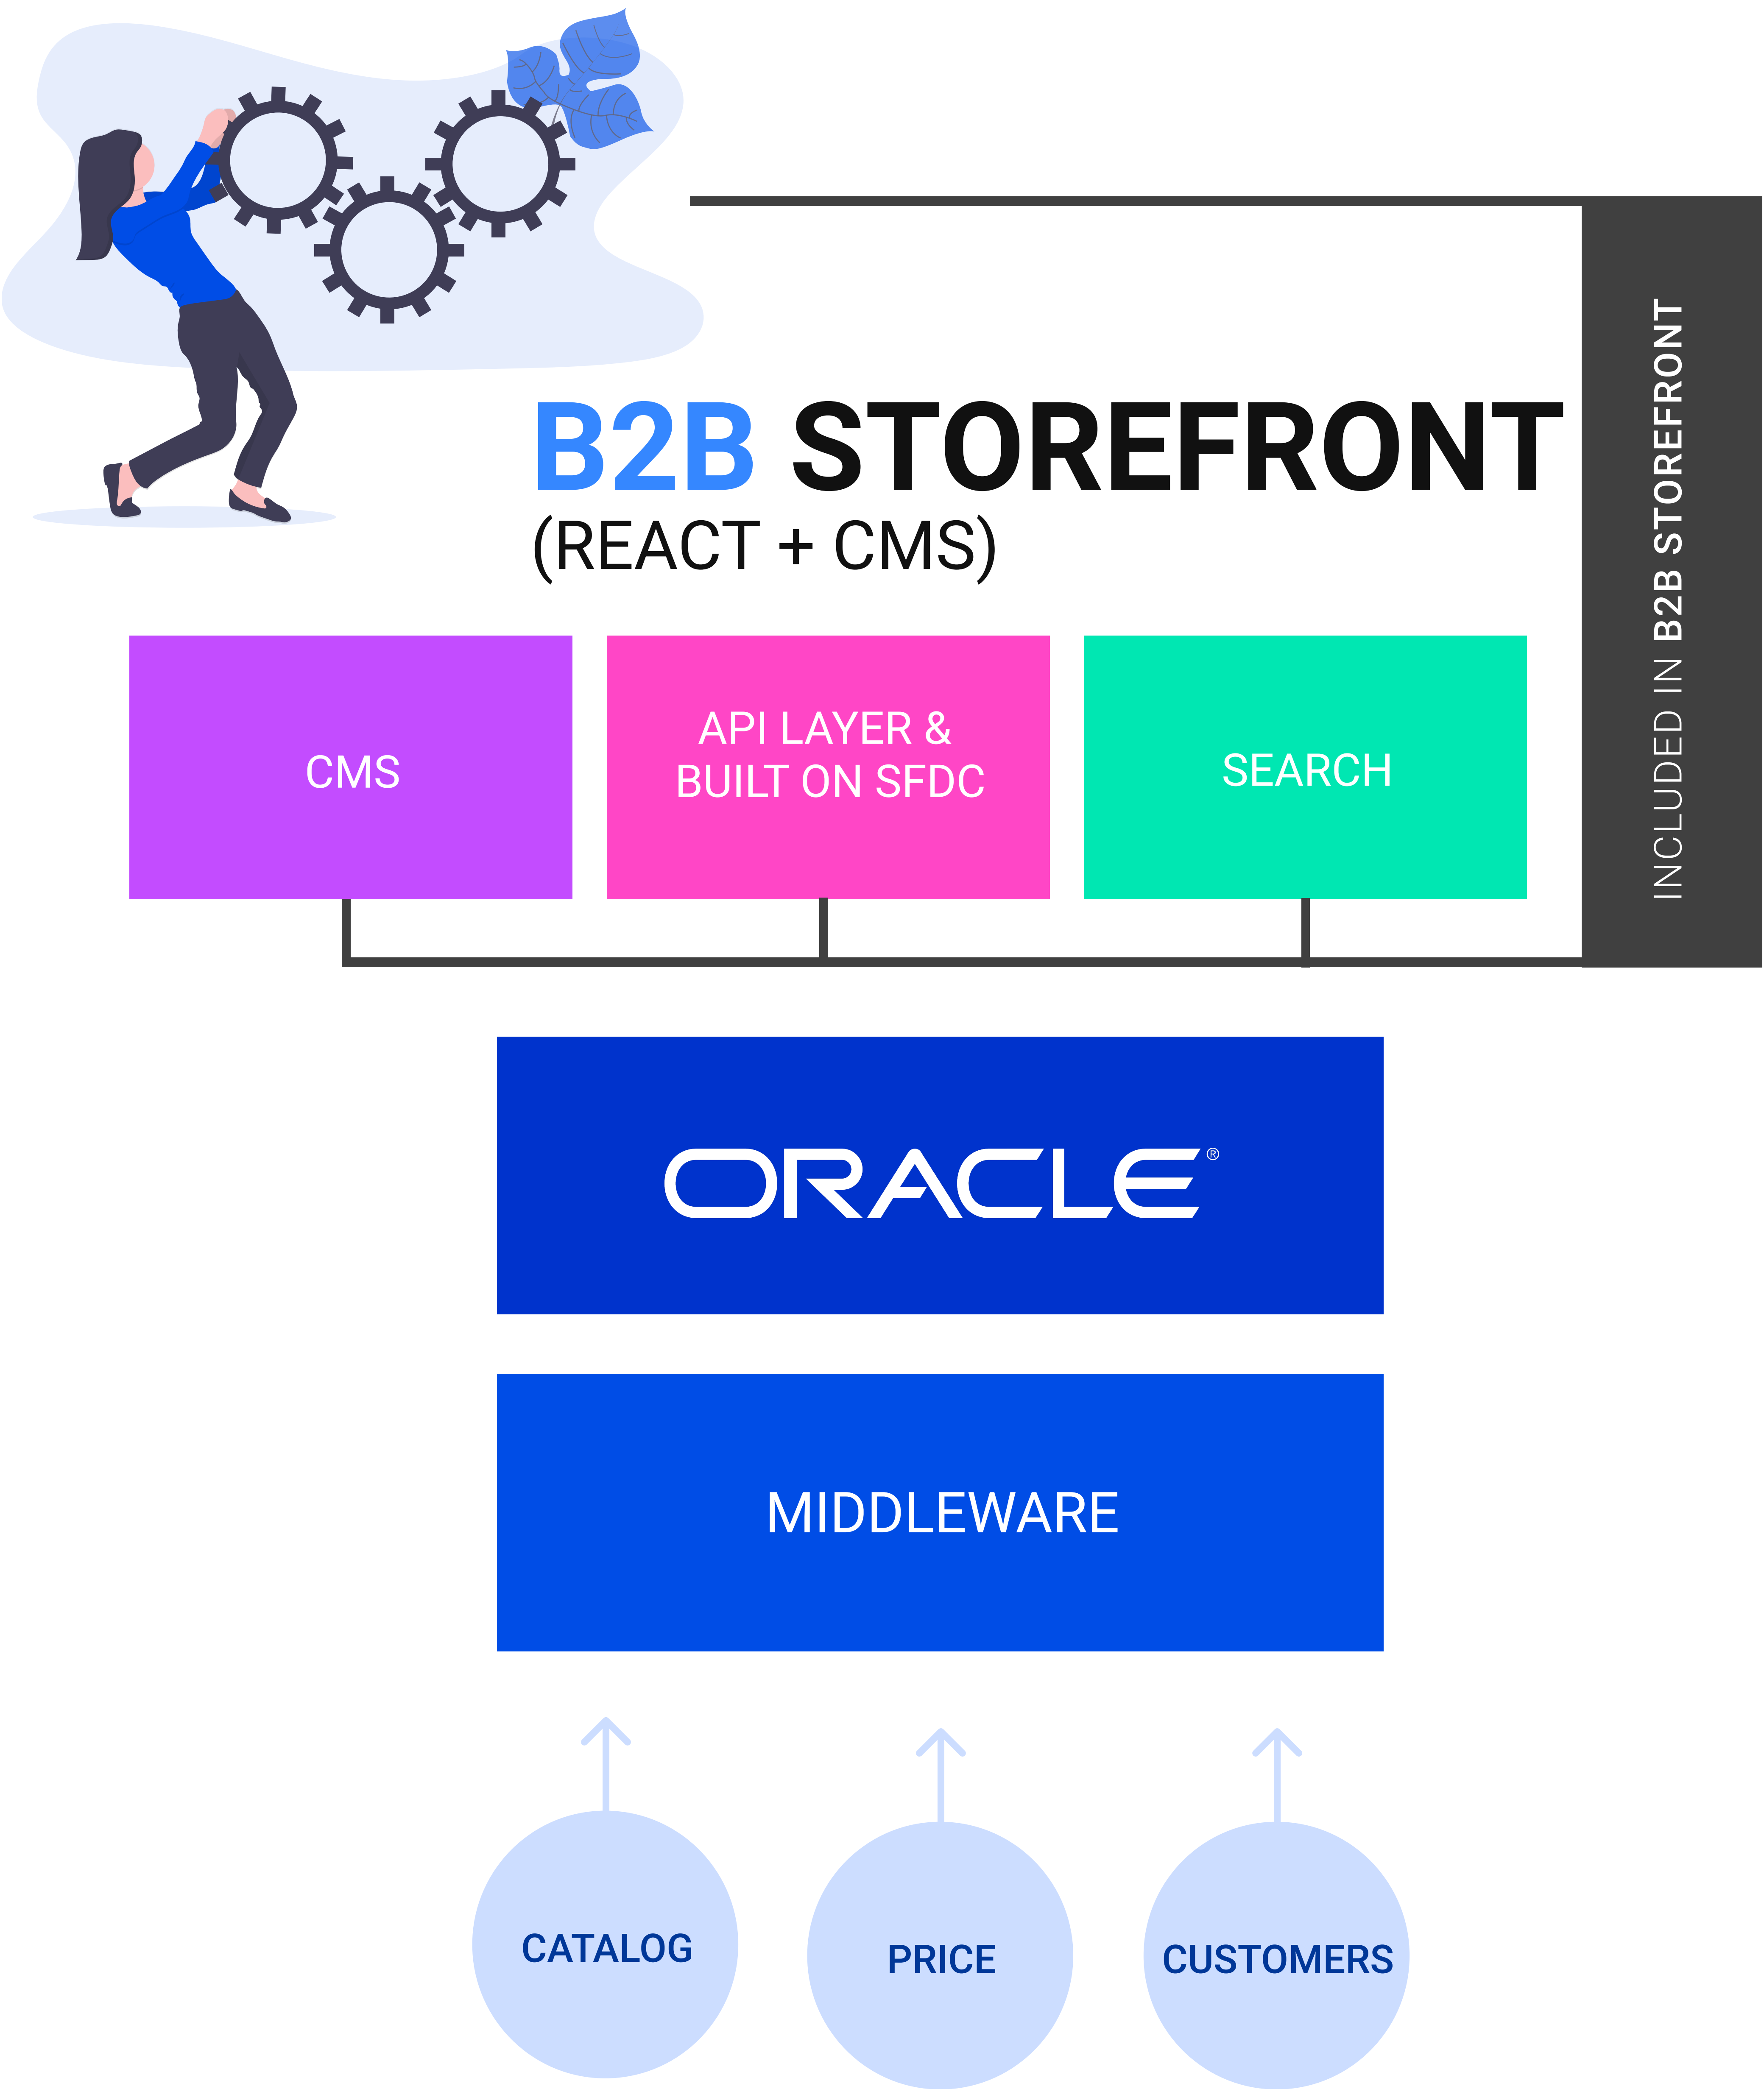 B2B STOREFRONT
(REACT + CMS)
INCLUDED IN B2B STOREFRONT
CMS
API LAYER &
BUILT ON SFDC
SEARCH
ORACLE®
MIDDLEWARE
CATALOG
PRICE
CUSTOMERS